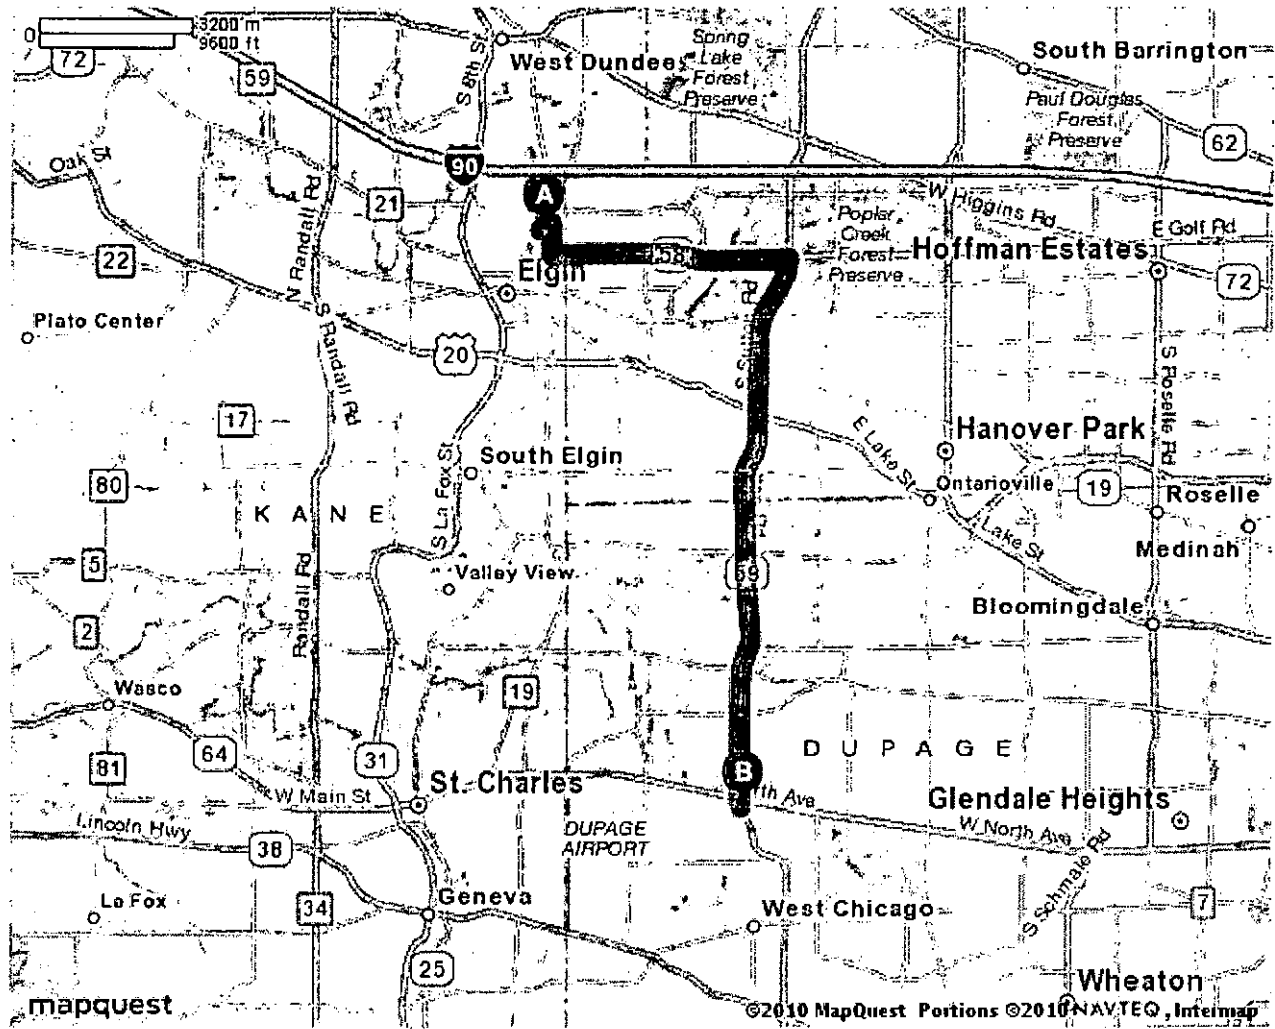 0
3200 m
9600 ft
72
59
S 8th St
West Dundee
Spring
Lake
Forest
Preserve
South Barrington
Paul Douglas
Forest
Preserve
62
Oak St
90
A
21
N Randall Rd
W Higgins Rd
Poplar
Creek
Forest
Preserve
E Golf Rd
Hoffman Estates
72
22
58
Elgin
Rd
Plato Center
S Randall Rd
20
S
S
S Roselle Rd
17
E Lake St
Hanover Park
South Elgin
80
Ontarioville
19
Roselle
KANE
S La Fox St
Lake St
Medinah
5
Randall Rd
Valley View
59
Bloomingdale
2
Wasco
19
64
81
31
DUPAGE
B
W Main St
St. Charles
rth Ave
Glendale Heights
Lincoln Hwy
DUPAGE
AIRPORT
W North Ave
38
S Schmale Rd
La Fox
34
Geneva
West Chicago
7
25
Wheaton
mapquest
©2010 MapQuest Portions ©2010 NAVTEQ, Intermap